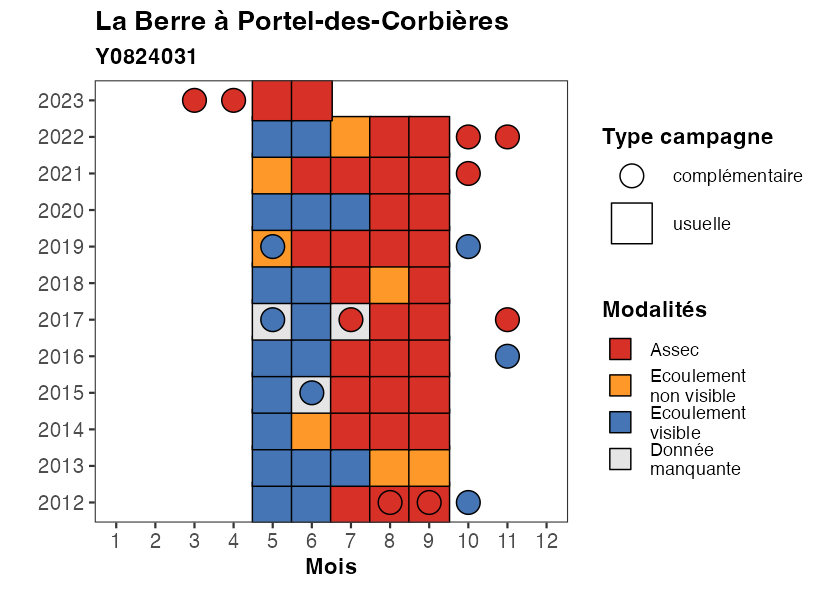 La Berre à Portel-des-Corbières
Y0824031
2023
2022
2021
2020
2019
2018
2017
2016
2015
2014
2013
2012
1 2 3 4 5 6 7 8 9 10 11 12
Mois
Type campagne
complémentaire
usuelle
Modalités
Assec
Ecoulement
non visible
Ecoulement
visible
Donnée
manquante